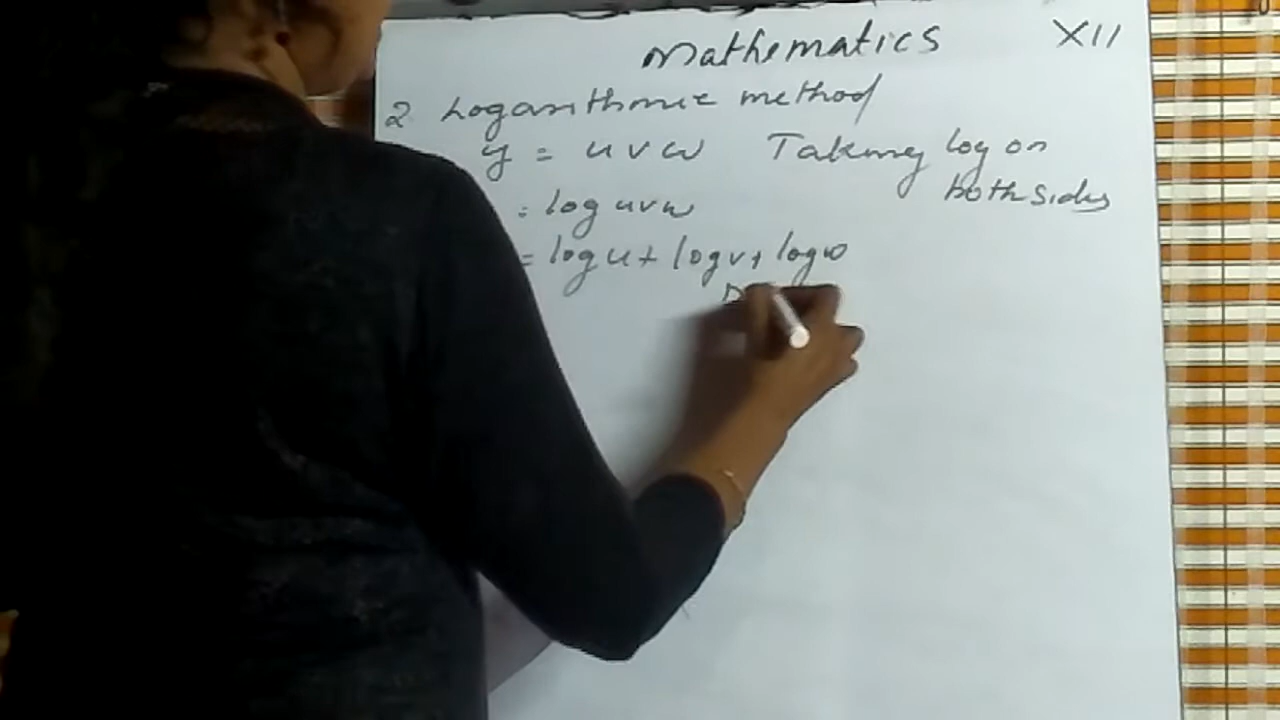 Mathematics XII
2 Logarithmic method
y = uvw Taking log on
both sides
= log uvw
= log u + log v + log w
D